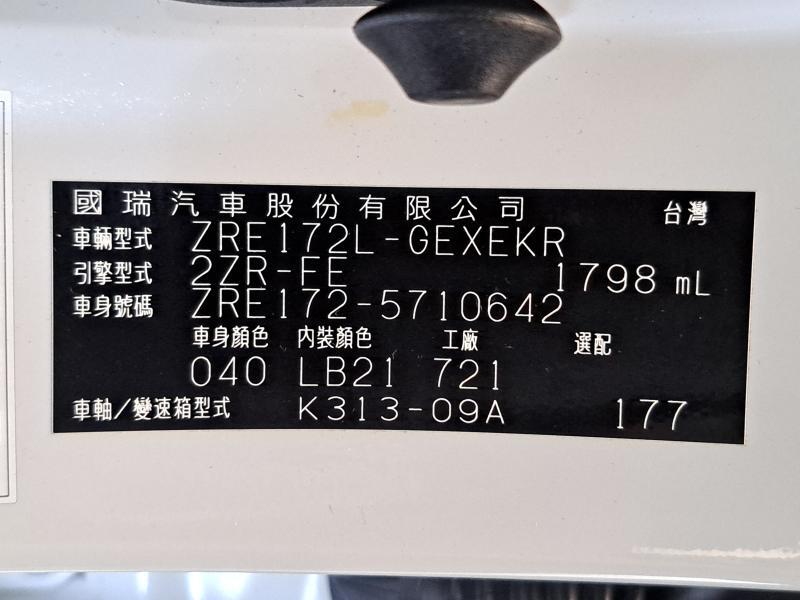 國瑞汽車股份有限公司 台灣
車輛型式 ZRE172L-GEXEKR
引擎型式 2ZR-FE 1798 mL
車身號碼 ZRE172-5710642
車身顏色 內裝顏色 工廠 選配
040 LB21 721
車軸/變速箱型式 K313-09A 177